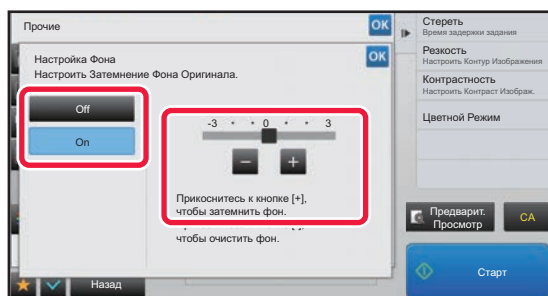 Прочие
OK
Настройка Фона
OK
Настроить Затемнение Фона Оригинала.
Off
On
-3 0 3
Прикоснитесь к кнопке [+],
чтобы затемнить фон.
чтобы очистить фон.
Назад
Стереть
Время задержки задания
Резкость
Настроить Контур Изображения
Контрастность
Настроить Контраст Изображ.
Цветной Режим
Предварит.
Просмотр
CA
Старт